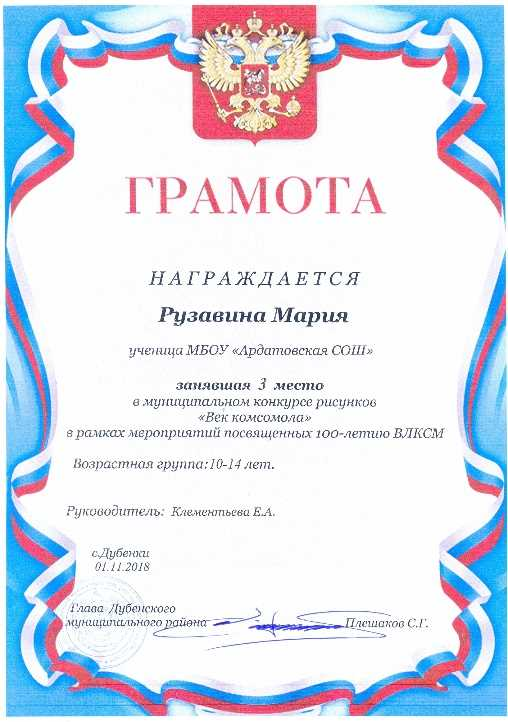 ГРАМОТА
НАГРАЖДАЕТСЯ
Рузавина Мария
ученица МБОУ «Ардатовская СОШ»
занявшая 3 место
в муниципальном конкурсе рисунков
«Век комсомола»
в рамках мероприятий посвященных 100-летию ВЛКСМ
Возрастная группа:10-14 лет.
Руководитель: Клементьева Е.А.
с.Дубенки
01.11.2018
Глава Дубенского
муниципального района Плешаков С.Г.